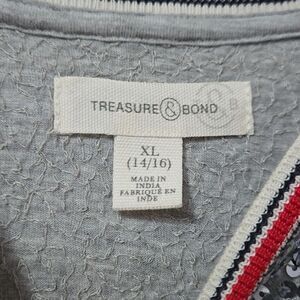 TREASURE & BOND
XL
(14/16)
MADE IN
INDIA
FABRIQUÉ EN
INDE